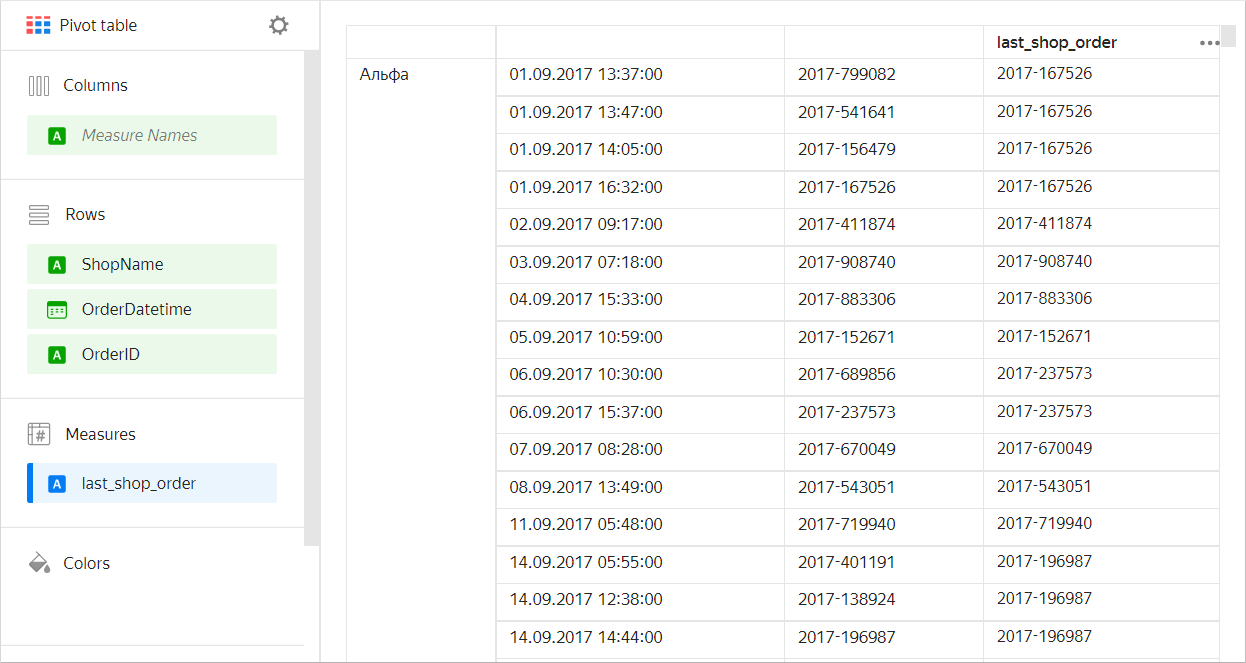 Pivot table
Columns
Measure Names
Rows
ShopName
OrderDatetime
OrderID
Measures
last_shop_order
Colors
last_shop_order
Альфа 01.09.2017 13:37:00 2017-799082 2017-167526
01.09.2017 13:47:00 2017-541641 2017-167526
01.09.2017 14:05:00 2017-156479 2017-167526
01.09.2017 16:32:00 2017-167526 2017-167526
02.09.2017 09:17:00 2017-411874 2017-411874
03.09.2017 07:18:00 2017-908740 2017-908740
04.09.2017 15:33:00 2017-883306 2017-883306
05.09.2017 10:59:00 2017-152671 2017-152671
06.09.2017 10:30:00 2017-689856 2017-237573
06.09.2017 15:37:00 2017-237573 2017-237573
07.09.2017 08:28:00 2017-670049 2017-670049
08.09.2017 13:49:00 2017-543051 2017-543051
11.09.2017 05:48:00 2017-719940 2017-719940
14.09.2017 05:55:00 2017-401191 2017-196987
14.09.2017 12:38:00 2017-138924 2017-196987
14.09.2017 14:44:00 2017-196987 2017-196987